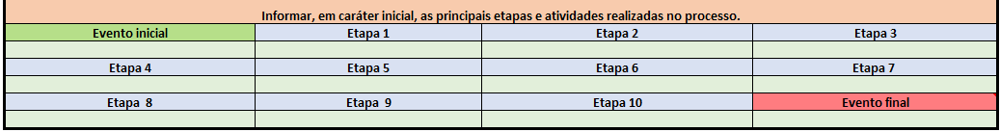 Informar, em caráter inicial, as principais etapas e atividades realizadas no processo.
Evento inicial Etapa 1 Etapa 2 Etapa 3
Etapa 4 Etapa 5 Etapa 6 Etapa 7
Etapa 8 Etapa 9 Etapa 10 Evento final